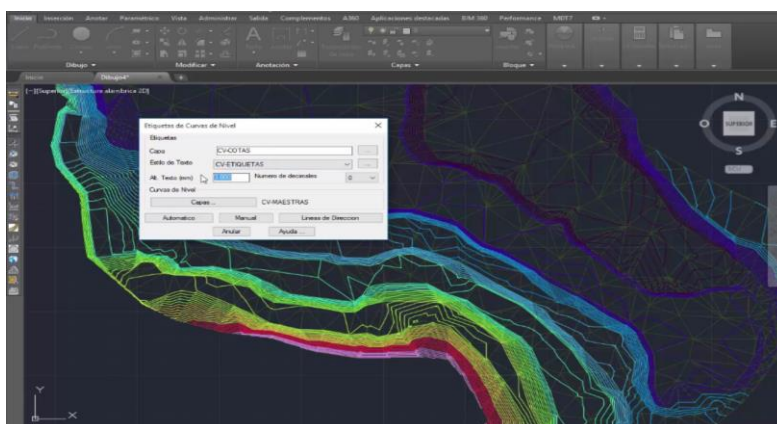 Inicio Inserción Anotar Paramétrico Vista Administrar Salida Complementos A360 Aplicaciones destacadas BIM 360 Performance MDT7
Dibujo Modificar Anotación Capas Bloque
Inicio Dibujo4*
[-][Superior][Estructura alámbrica 2D]
N
O SUPERIOR E
S
Etiquetas de Curvas de Nivel
Etiquetas
Capa CV-COTAS ...
Estilo de Texto CV-ETIQUETAS ...
Alt. Texto (mm) Numero de decimales 0
Curvas de Nivel
Capas... CV-MAESTRAS
Automatico Manual Lineas de Direccion
Anular Ayuda ...
Y
X